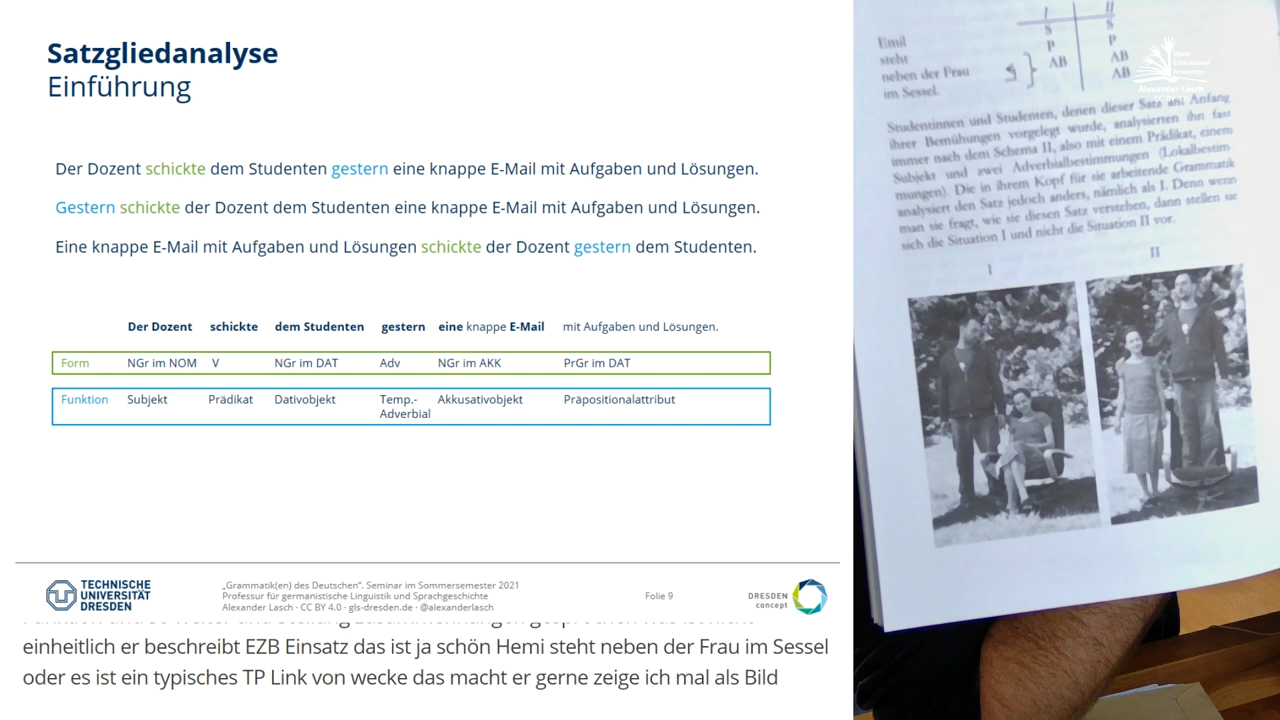 Satzgliedanalyse
Einführung
Der Dozent schickte dem Studenten gestern eine knappe E-Mail mit Aufgaben und Lösungen.
Gestern schickte der Dozent dem Studenten eine knappe E-Mail mit Aufgaben und Lösungen.
Eine knappe E-Mail mit Aufgaben und Lösungen schickte der Dozent gestern dem Studenten.
Der Dozent schickte dem Studenten gestern eine knappe E-Mail mit Aufgaben und Lösungen.
Form NGr im NOM V NGr im DAT Adv NGr im AKK PrGr im DAT
Funktion Subjekt Prädikat Dativobjekt Temp.- Akkusativobjekt Präpositionalattribut
Adverbial
TECHNISCHE
UNIVERSITÄT
DRESDEN
„Grammatik(en) des Deutschen“. Seminar im Sommersemester 2021
Professur für germanistische Linguistik und Sprachgeschichte
Alexander Lasch · CC BY 4.0 · gls-dresden.de · @alexanderlasch
Folie 9
DRESDEN
concept
einheitlich er beschreibt EZB Einsatz das ist ja schön Hemi steht neben der Frau im Sessel
oder es ist ein typisches TP Link von wecke das macht er gerne zeige ich mal als Bild
I II
Emil S S
steht P P
neben der Frau AB AB
im Sessel. AB
Open
Educational
Resources
Alexander Lasch
CC BY 4.0
Studentinnen und Studenten, denen dieser Satz am Anfang
ihrer Bemühungen vorgelegt wurde, analysierten ihn fast
immer nach dem Schema II, also mit einem Prädikat, einem
Subjekt und zwei Adverbialbestimmungen (Lokalbestim-
mungen). Die in ihrem Kopf für sie arbeitende Grammatik
analysiert den Satz jedoch anders, nämlich als I. Denn wenn
man sie fragt, wie sie diesen Satz verstehen, dann stellen sie
sich die Situation I und nicht die Situation II vor.
I II